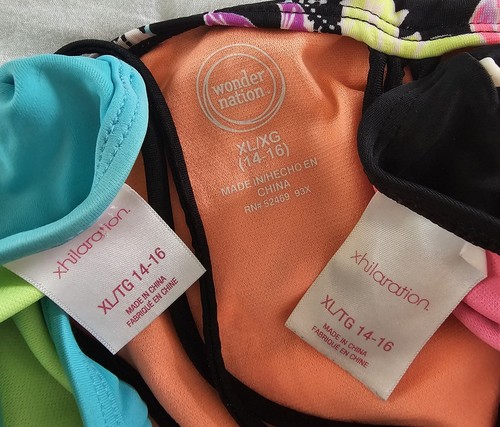 wonder
nation™
XL/XG
(14-16)
MADE IN/HECHO EN
CHINA
RN# 52469 93X
xhilaration.
XL/TG 14-16
MADE IN CHINA
FABRIQUÉ EN CHINE
xhilaration.
XL/TG 14-16
MADE IN CHINA
FABRIQUÉ EN CHINE